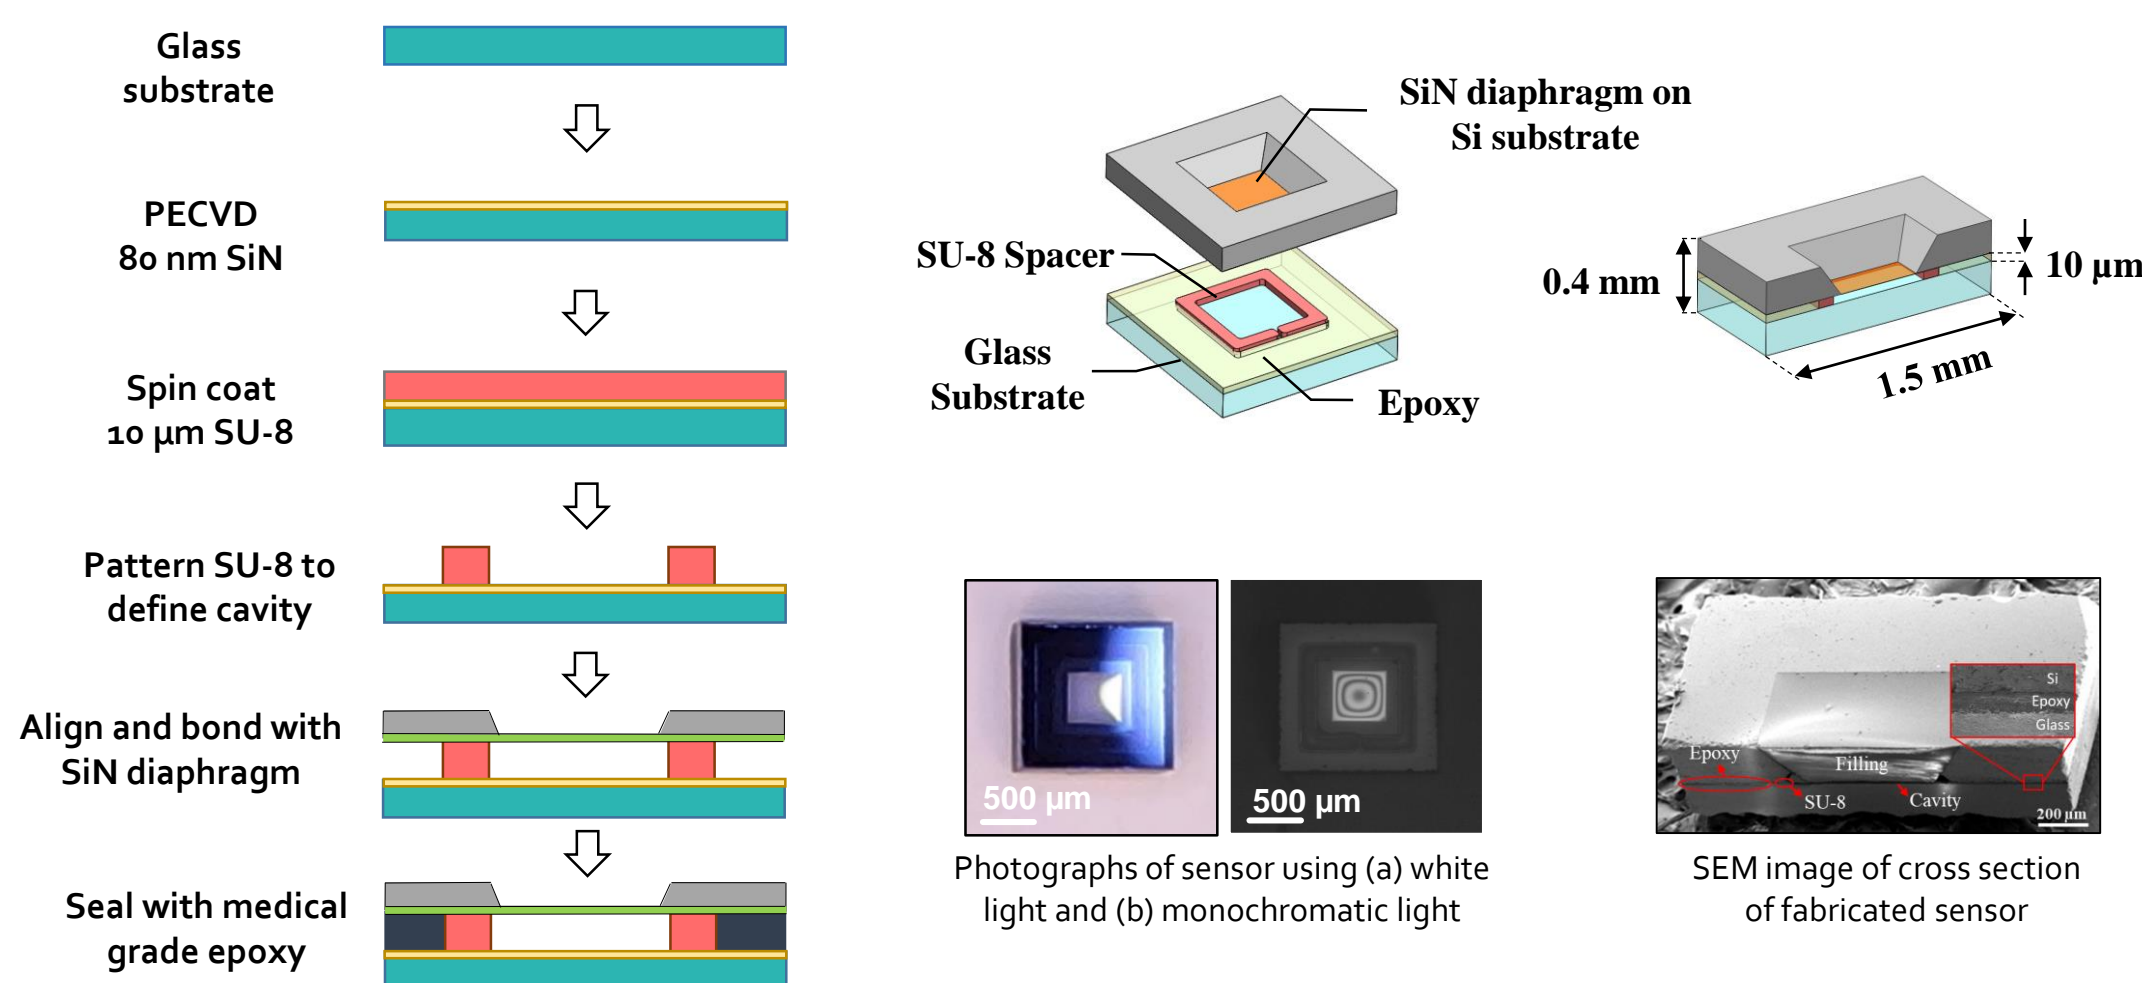 Glass
substrate
PECVD
80 nm SiN
Spin coat
10 µm SU-8
Pattern SU-8 to
define cavity
Align and bond with
SiN diaphragm
Seal with medical
grade epoxy
SiN diaphragm on
Si substrate
SU-8 Spacer
Glass
Substrate
Epoxy
0.4 mm
10 µm
1.5 mm
500 µm
500 µm
Photographs of sensor using (a) white
light and (b) monochromatic light
Si
Epoxy
Glass
Epoxy
Filling
SU-8
Cavity
200 µm
SEM image of cross section
of fabricated sensor